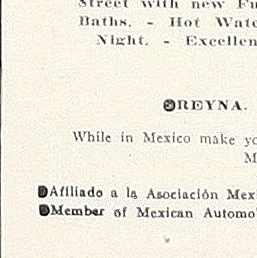 Street with new Fu
Baths. - Hot Wate
Night. - Excellen
REYNA.
While in Mexico make yo
M
Afiliado a la Asociación Mex
Member of Mexican Automo